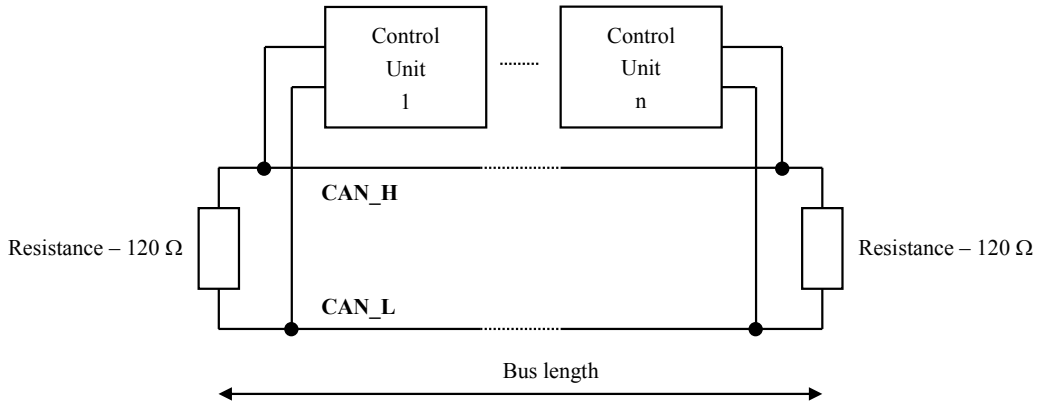 Control
Unit
1
.........
Control
Unit
n
CAN_H
Resistance – 120 Ω
Resistance – 120 Ω
CAN_L
Bus length